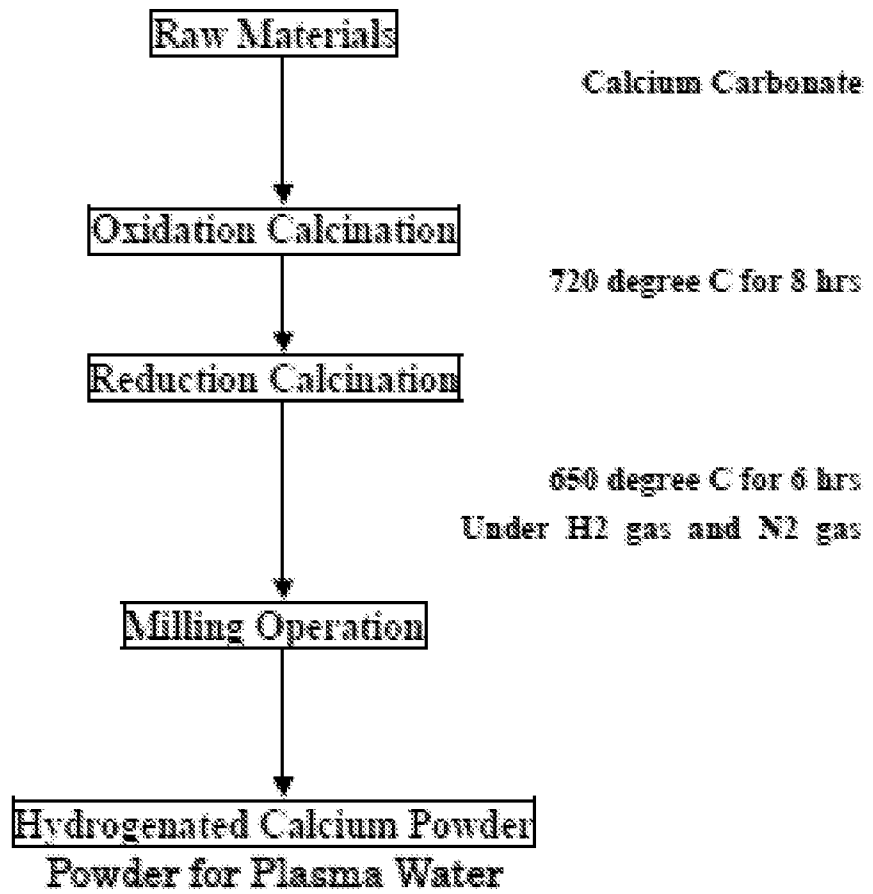 Raw Materials
Calcium Carbonate
Oxidation Calcination
720 degree C for 8 hrs
Reduction Calcination
650 degree C for 6 hrs
Under H2 gas and N2 gas
Milling Operation
Hydrogenated Calcium Powder
Powder for Plasma Water